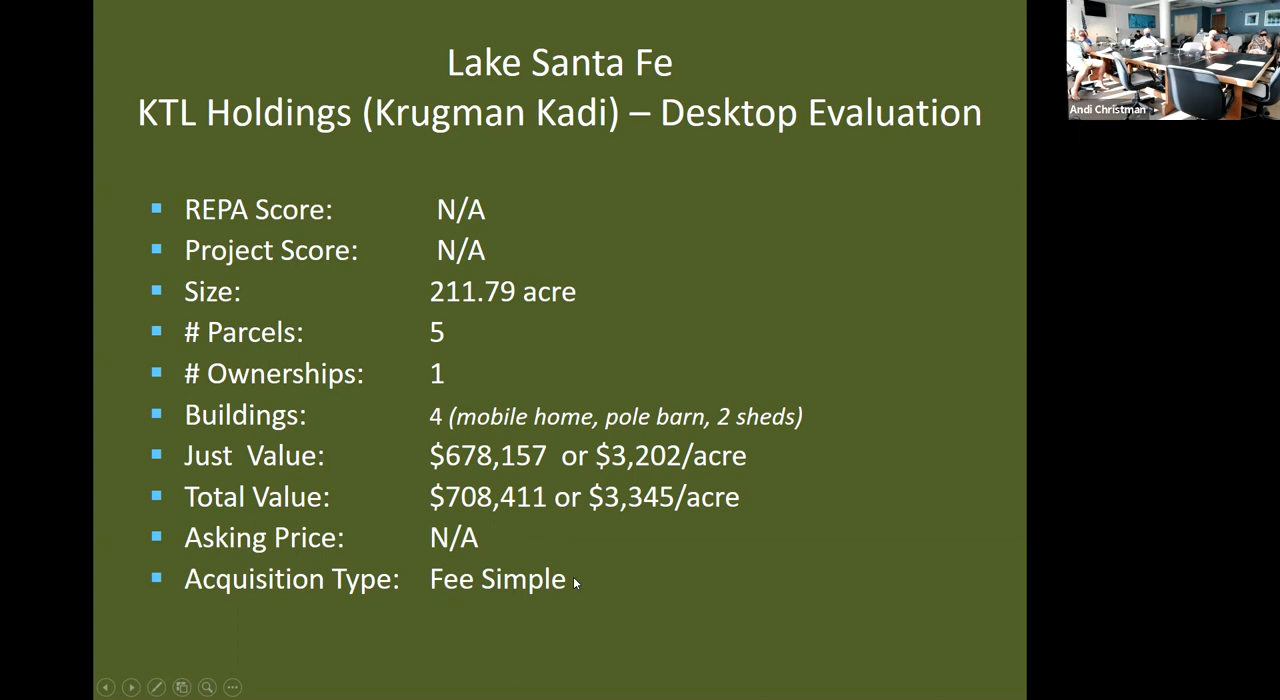 Lake Santa Fe
KTL Holdings (Krugman Kadi) – Desktop Evaluation
REPA Score: N/A
Project Score: N/A
Size: 211.79 acre
# Parcels: 5
# Ownerships: 1
Buildings: 4 (mobile home, pole barn, 2 sheds)
Just Value: $678,157 or $3,202/acre
Total Value: $708,411 or $3,345/acre
Asking Price: N/A
Acquisition Type: Fee Simple
Andi Christman